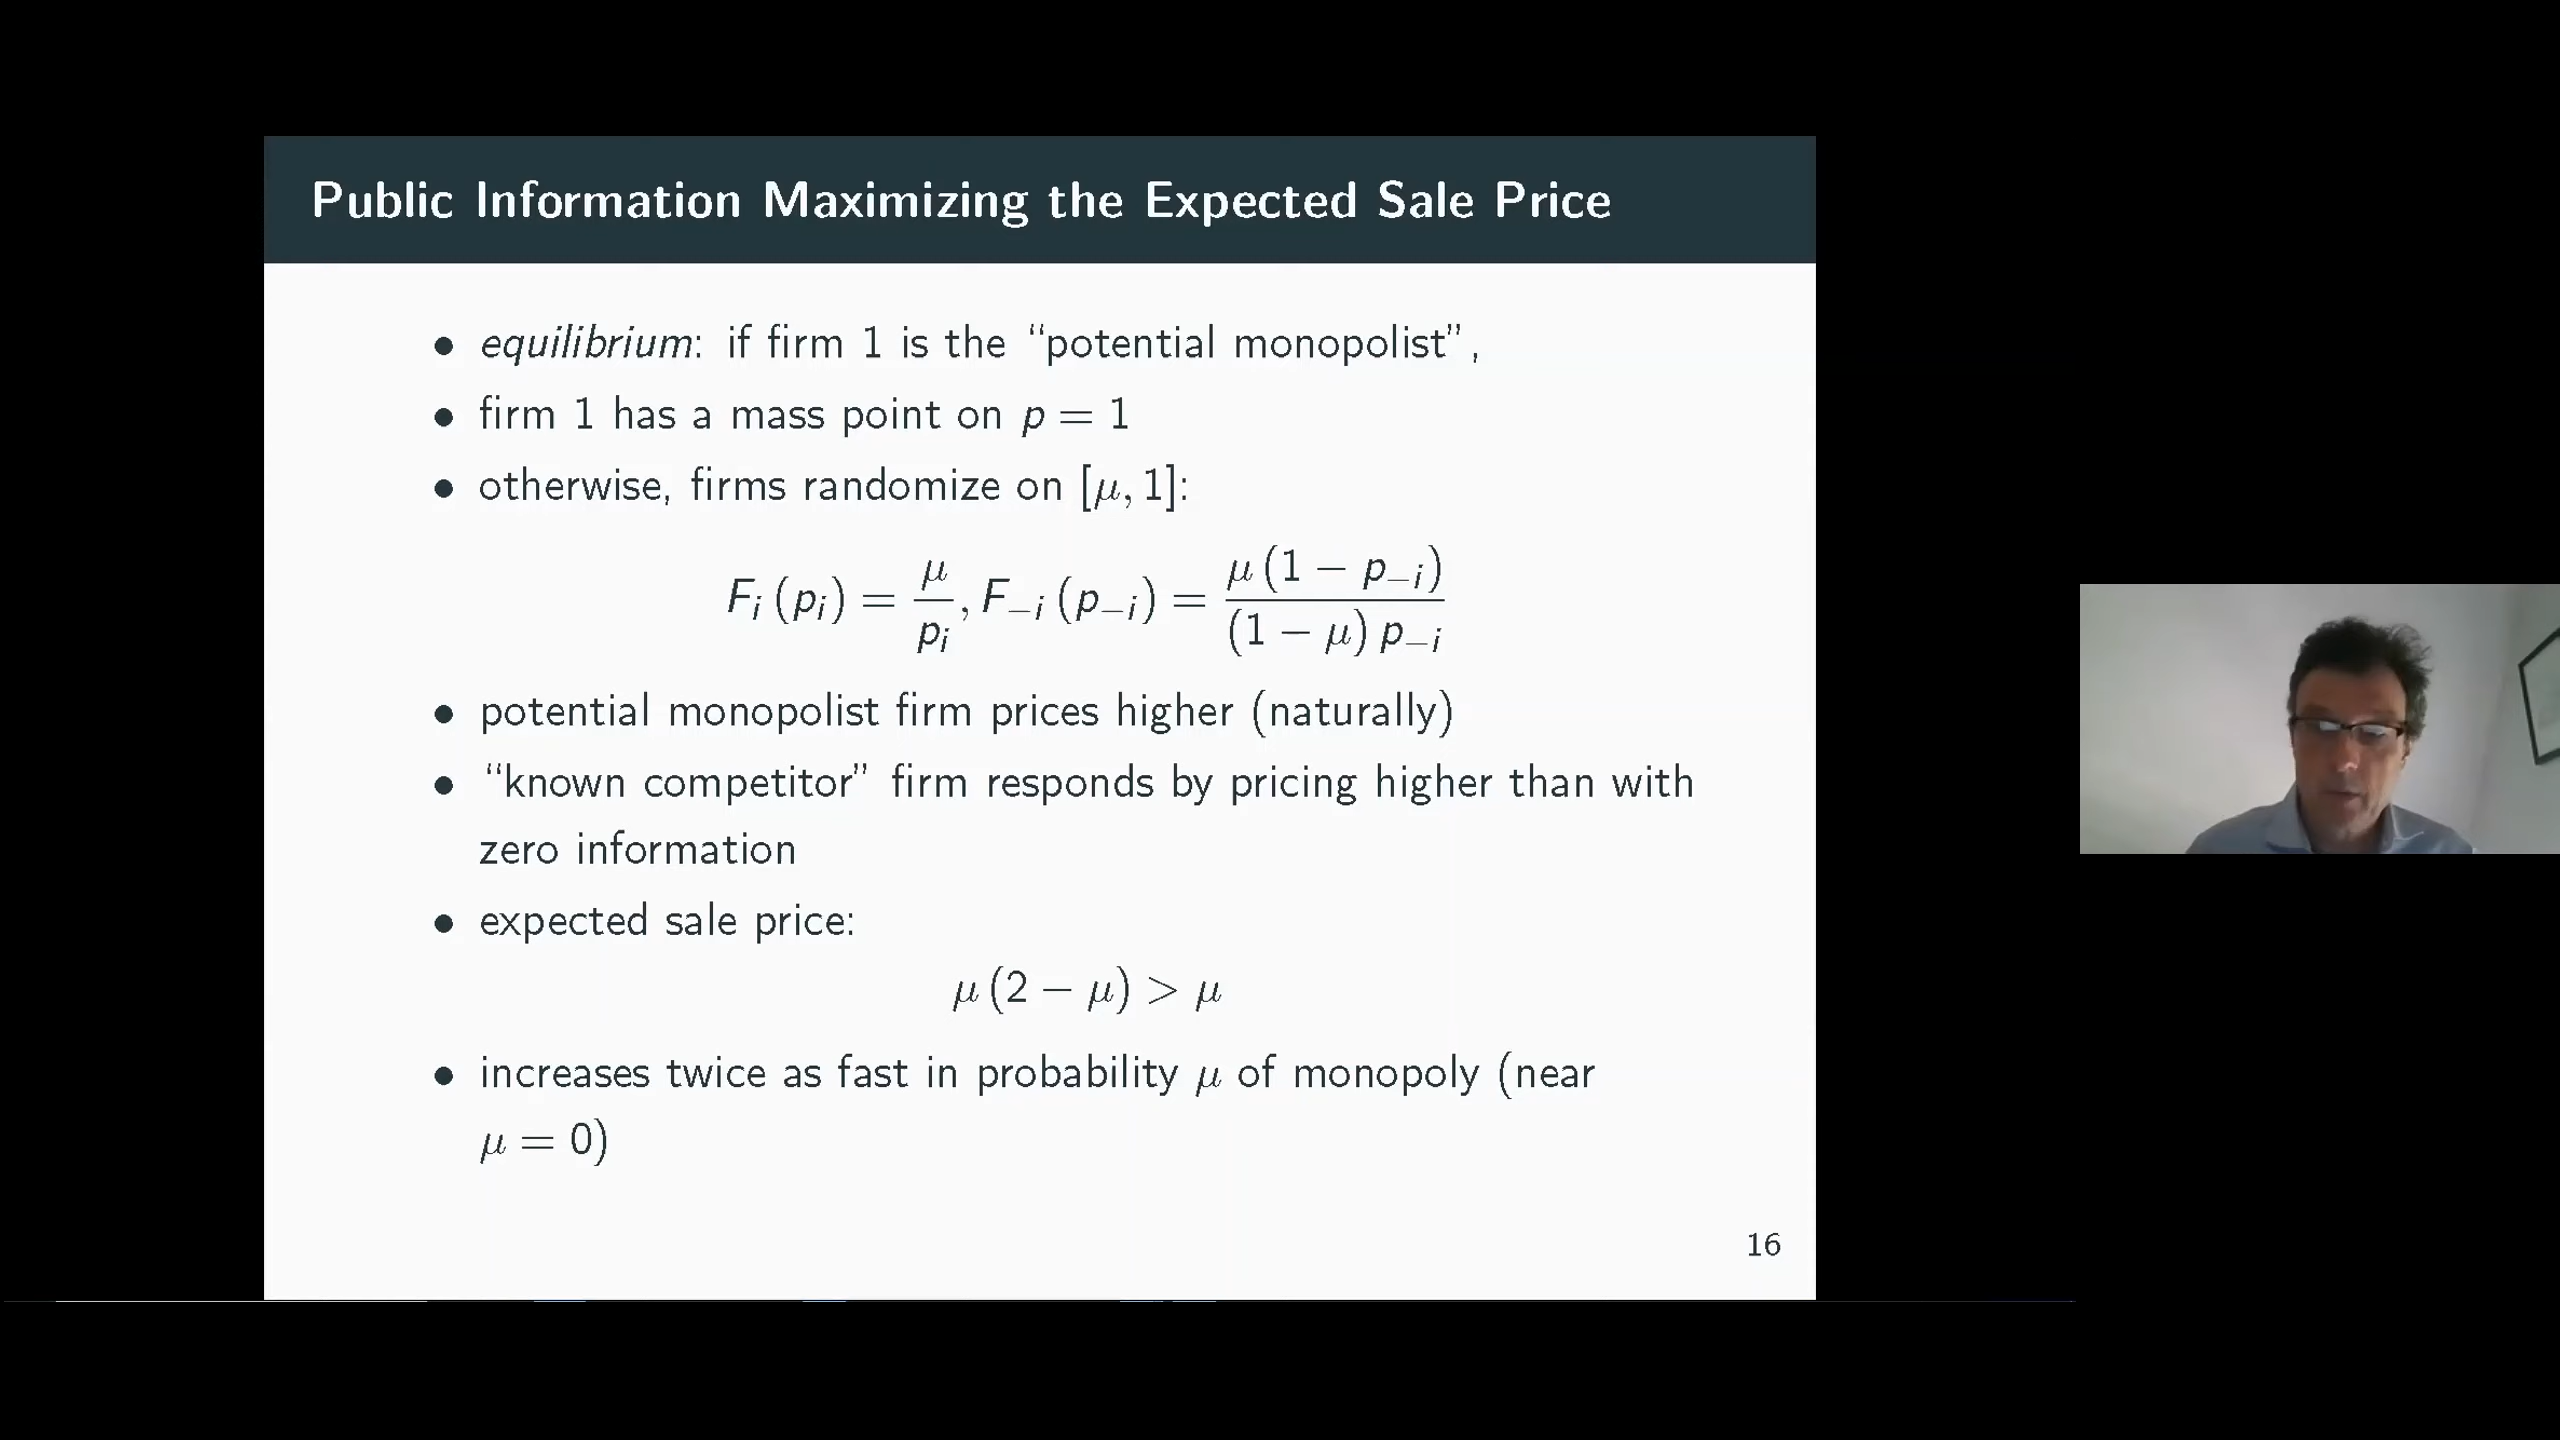 Public Information Maximizing the Expected Sale Price
• equilibrium: if firm 1 is the “potential monopolist”,
• firm 1 has a mass point on p = 1
• otherwise, firms randomize on [μ, 1]:
F_i (p_i) = μ / p_i , F_{−i} (p_{−i}) = μ (1 − p_{−i}) / (1 − μ) p_{−i}
• potential monopolist firm prices higher (naturally)
• “known competitor” firm responds by pricing higher than with
zero information
• expected sale price:
μ (2 − μ) > μ
• increases twice as fast in probability μ of monopoly (near
μ = 0)
16